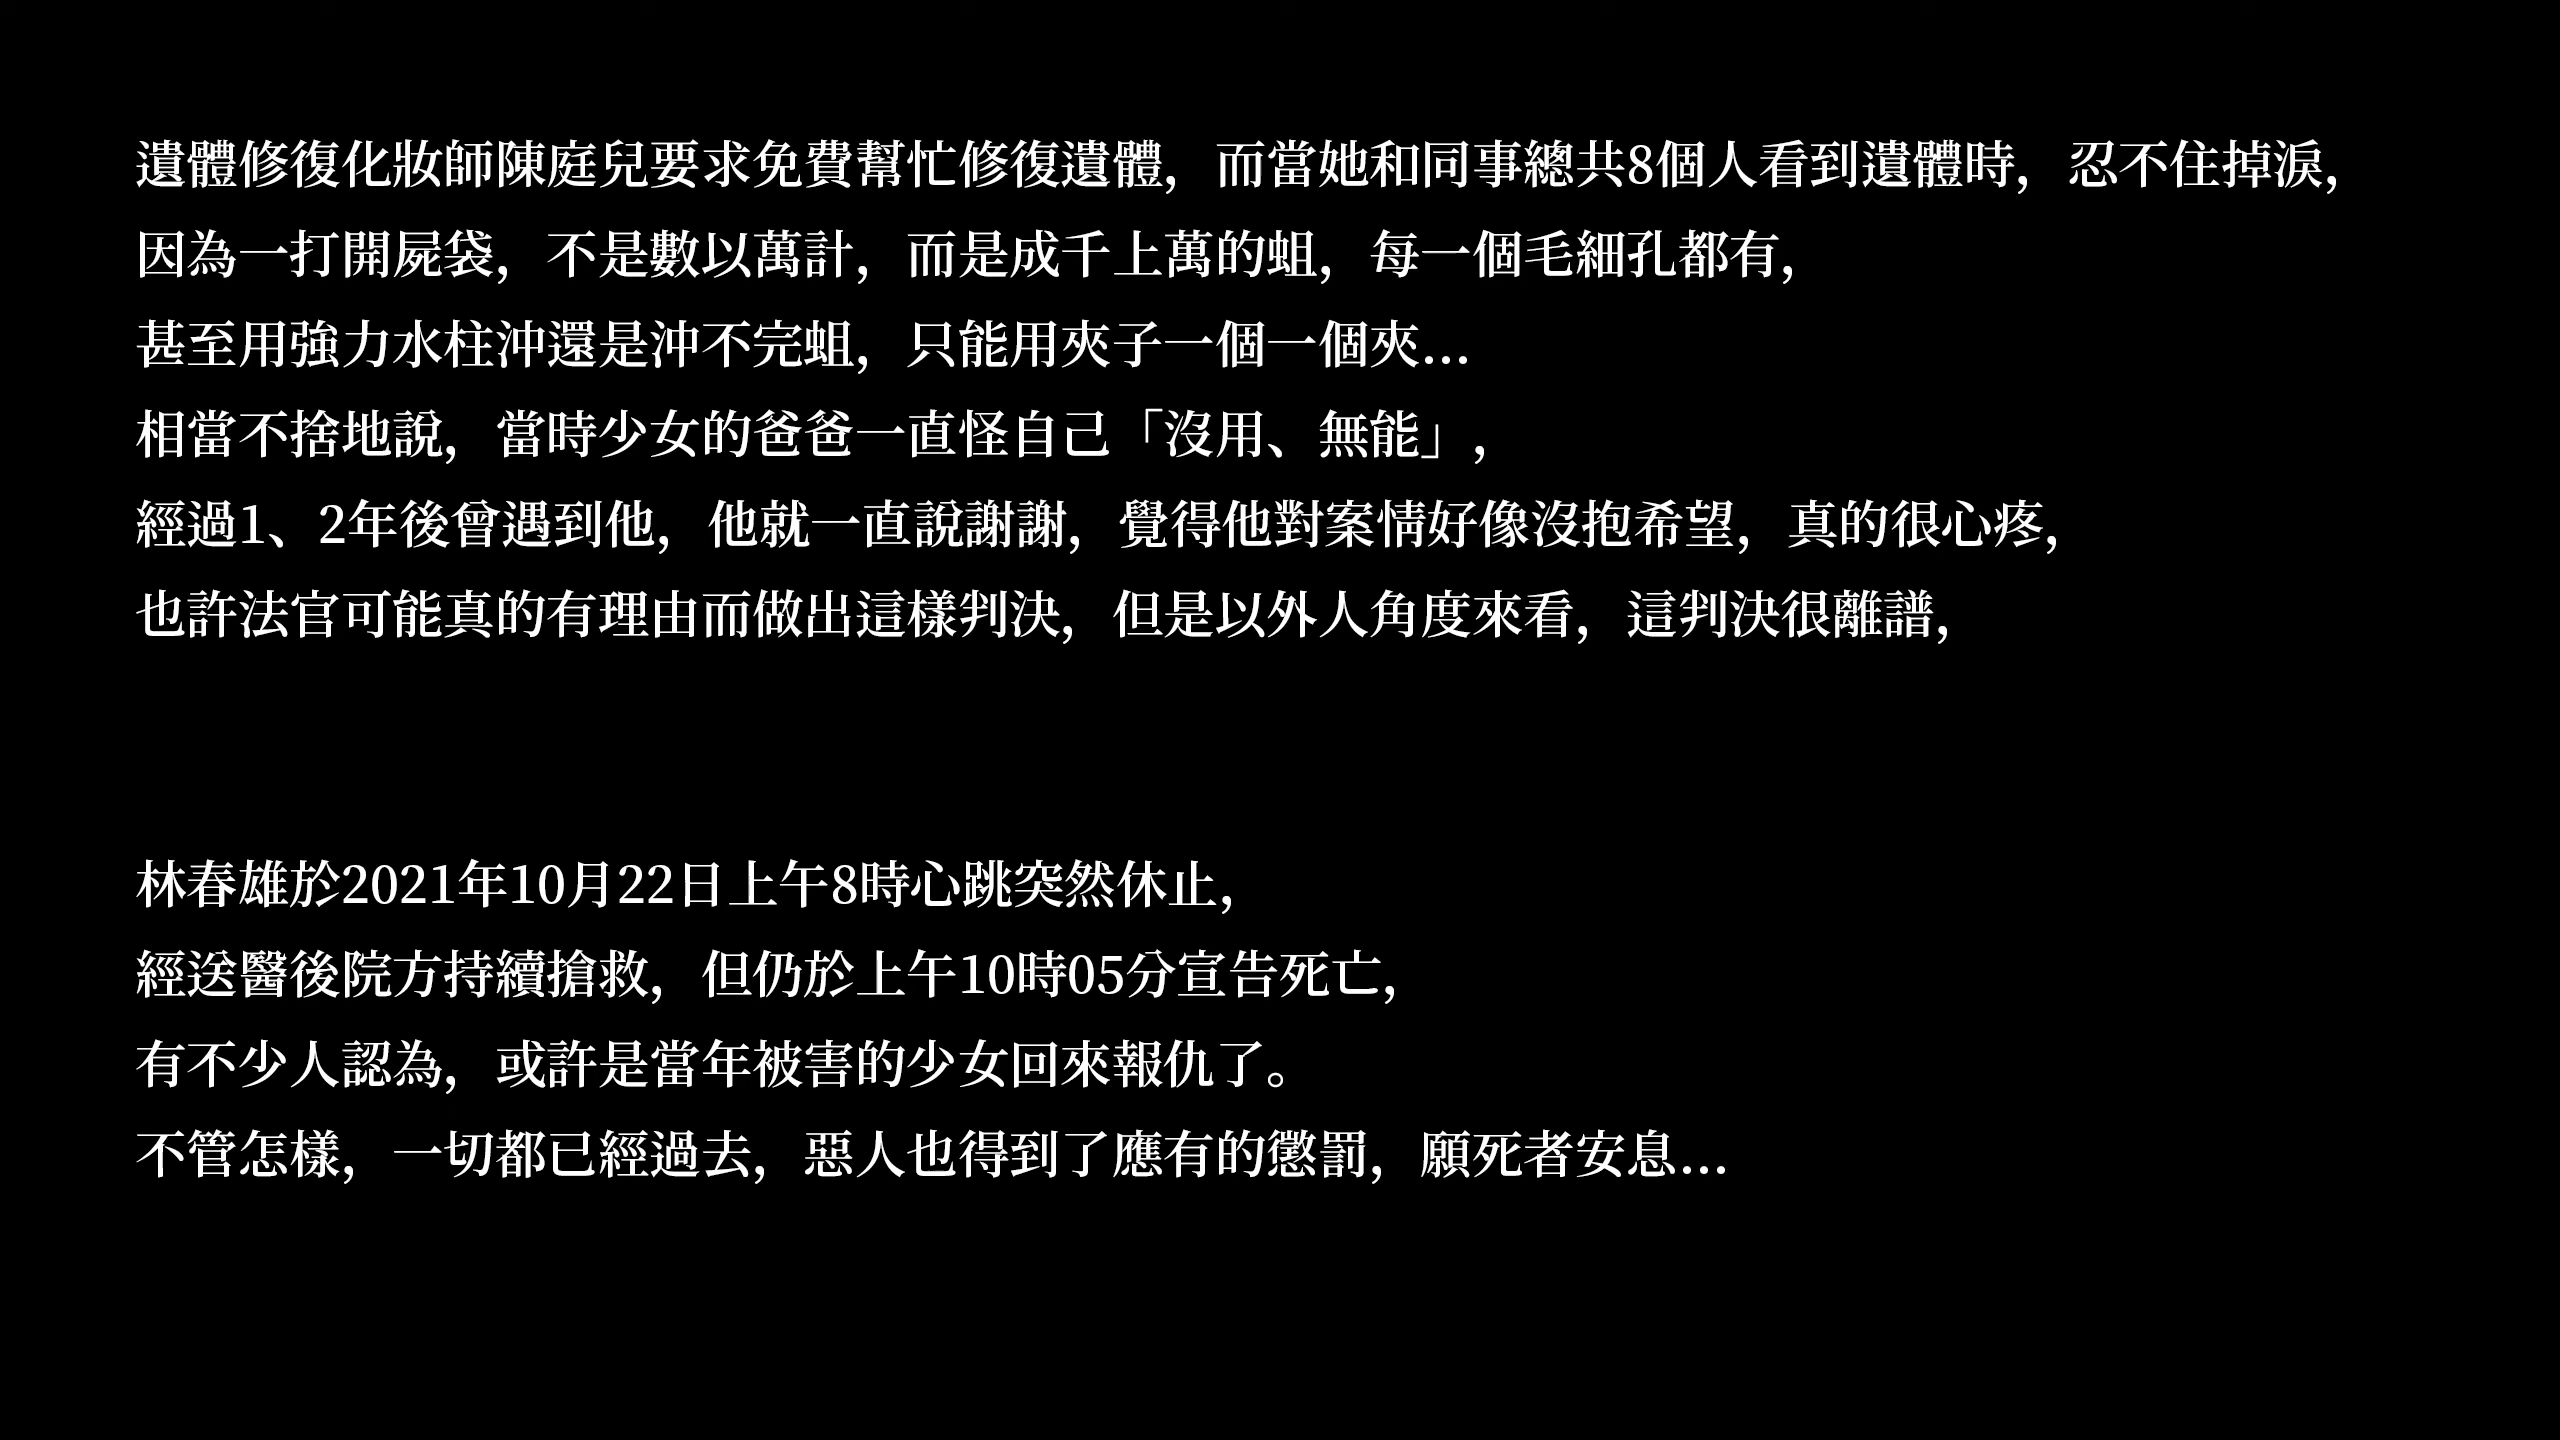 遺體修復化妝師陳庭兒要求免費幫忙修復遺體，而當她和同事總共8個人看到遺體時，忍不住掉淚，
因為一打開屍袋，不是數以萬計，而是成千上萬的蛆，每一個毛細孔都有，
甚至用強力水柱沖還是沖不完蛆，只能用夾子一個一個夾...
相當不捨地說，當時少女的爸爸一直怪自己「沒用、無能」，
經過1、2年後曾遇到他，他就一直說謝謝，覺得他對案情好像沒抱希望，真的很心疼，
也許法官可能真的有理由而做出這樣判決，但是以外人角度來看，這判決很離譜，
林春雄於2021年10月22日上午8時心跳突然休止，
經送醫後院方持續搶救，但仍於上午10時05分宣告死亡，
有不少人認為，或許是當年被害的少女回來報仇了。
不管怎樣，一切都已經過去，惡人也得到了應有的懲罰，願死者安息...